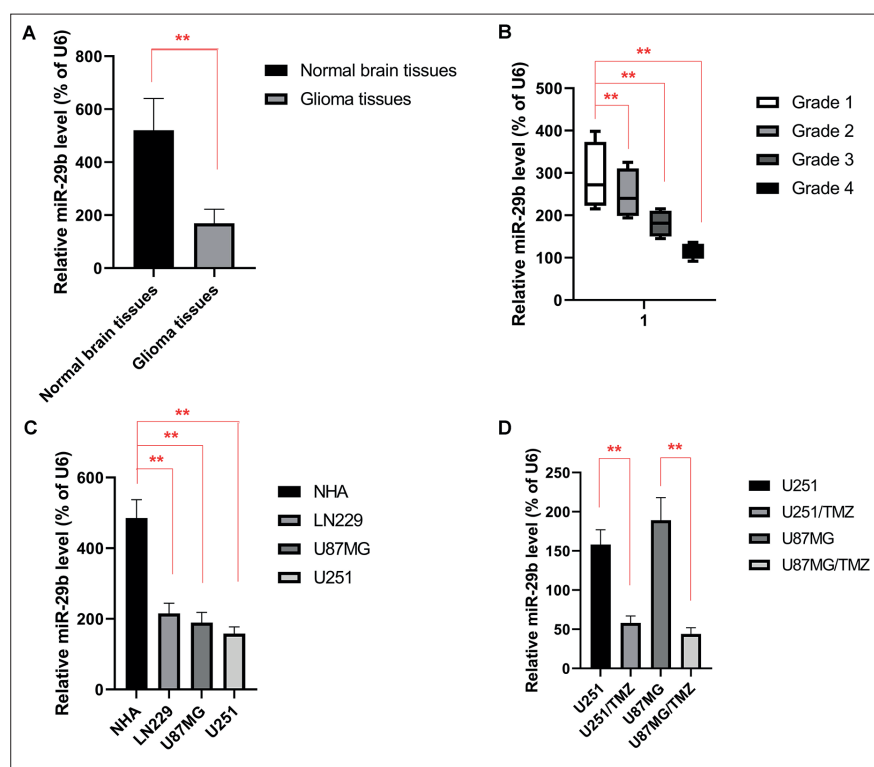 A
Relative miR-29b level (% of U6)
800
600
400
200
0
**
Normal brain tissues
Glioma tissues
Normal brain tissues
Glioma tissues
B
Relative miR-29b level (% of U6)
500
400
300
200
100
0
**
**
**
1
Grade 1
Grade 2
Grade 3
Grade 4
C
Relative miR-29b level (% of U6)
600
400
200
0
**
**
**
NHA
LN229
U87MG
U251
NHA
LN229
U87MG
U251
D
Relative miR-29b level (% of U6)
250
200
150
100
50
0
**
**
U251
U251/TMZ
U87MG
U87MG/TMZ
U251
U251/TMZ
U87MG
U87MG/TMZ